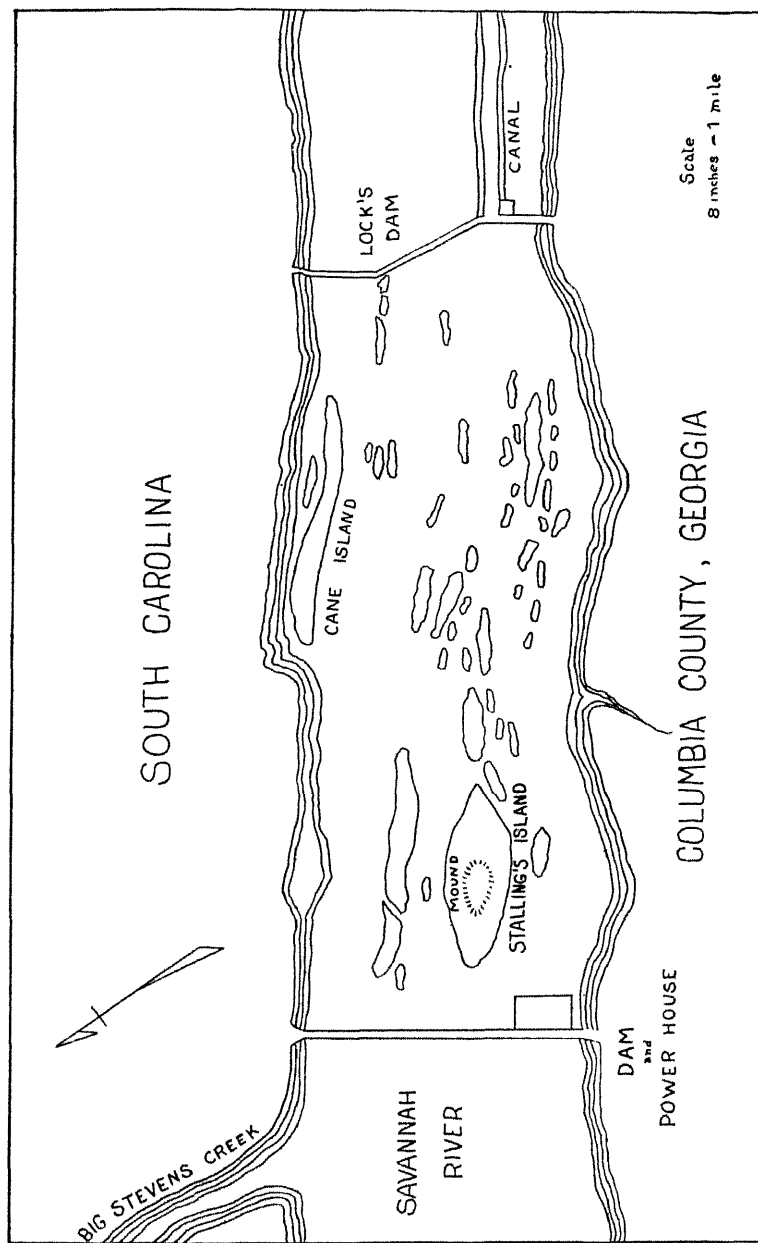 SOUTH CAROLINA
BIG STEVENS CREEK
CANE ISLAND
LOCK'S
DAM
CANAL
SAVANNAH
RIVER
MOUND
STALLING'S ISLAND
DAM
and
POWER HOUSE
COLUMBIA COUNTY, GEORGIA
Scale
8 inches - 1 mile